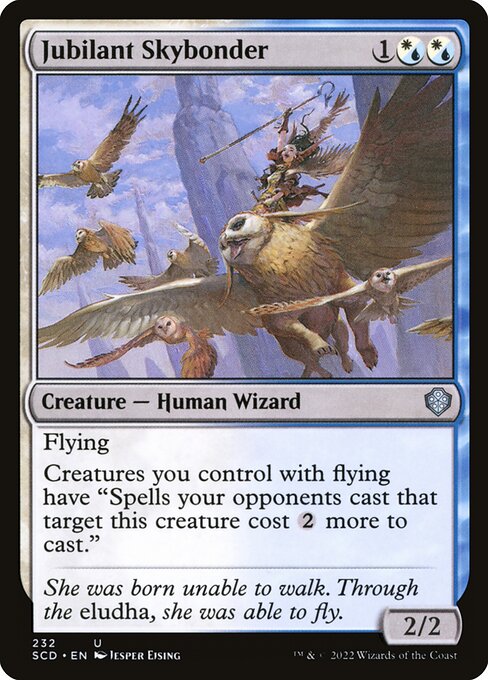 Jubilant Skybonder 1
Creature — Human Wizard
Flying
Creatures you control with flying
have “Spells your opponents cast that
target this creature cost 2 more to
cast.”
She was born unable to walk. Through
the eludha, she was able to fly.
2/2
232 U
SCD • EN Jesper Eising
™ & © 2022 Wizards of the Coast